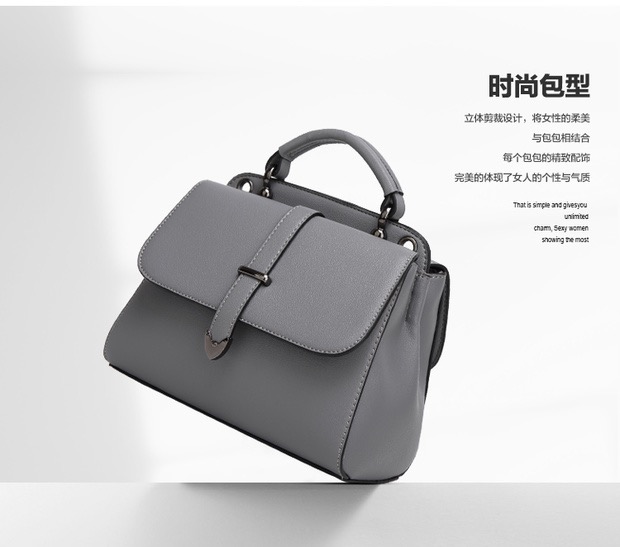 时尚包型
立体剪裁设计，将女性的柔美
与包包相结合
每个包包的精致配饰
完美的体现了女人的个性与气质
That is simple and givesyou
unlimited
charm, Sexy women
showing the most